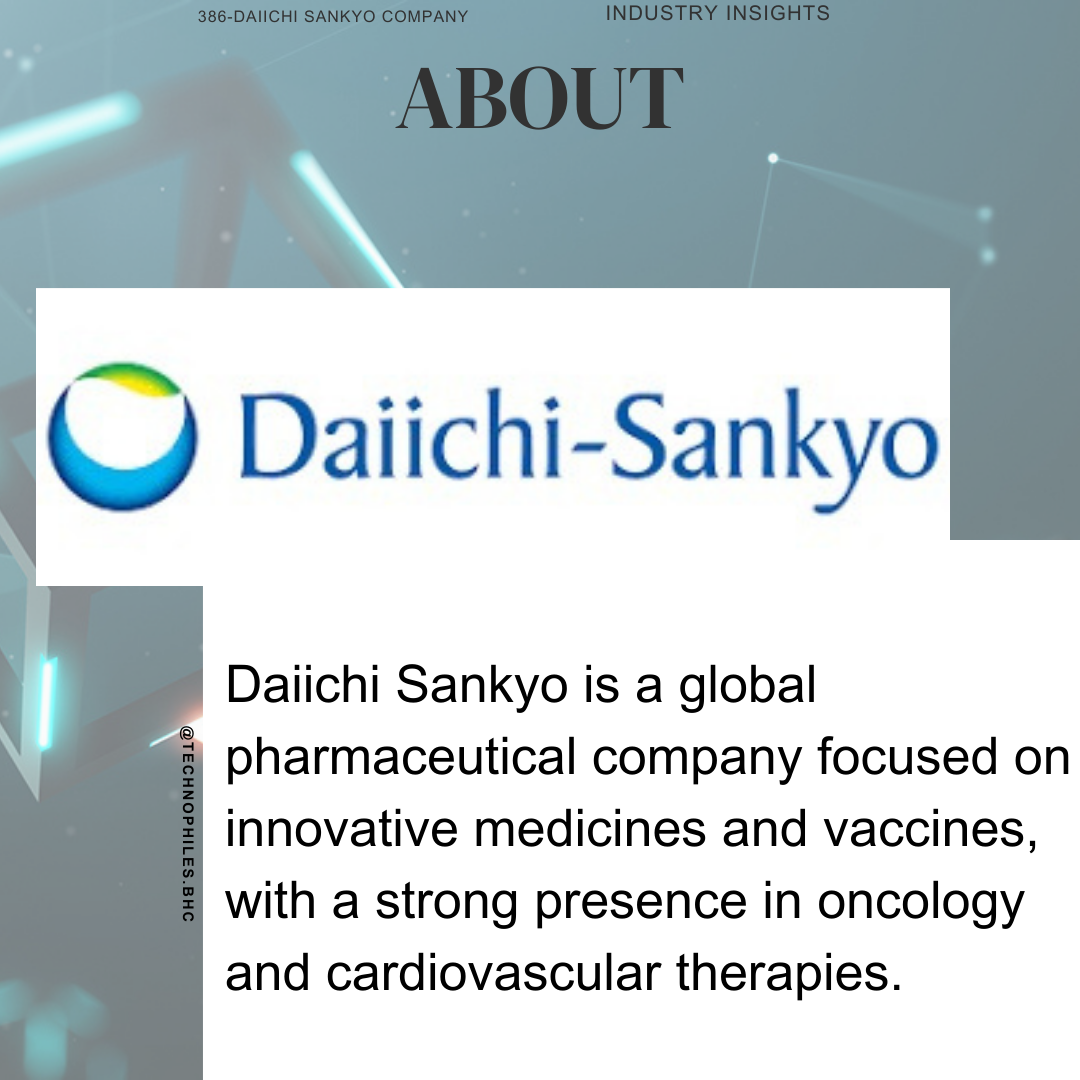 386-DAIICHI SANKYO COMPANY
INDUSTRY INSIGHTS
ABOUT
Daiichi-Sankyo
Daiichi Sankyo is a global
pharmaceutical company focused on
innovative medicines and vaccines,
with a strong presence in oncology
and cardiovascular therapies.
@TECHNOPHILES.BHC